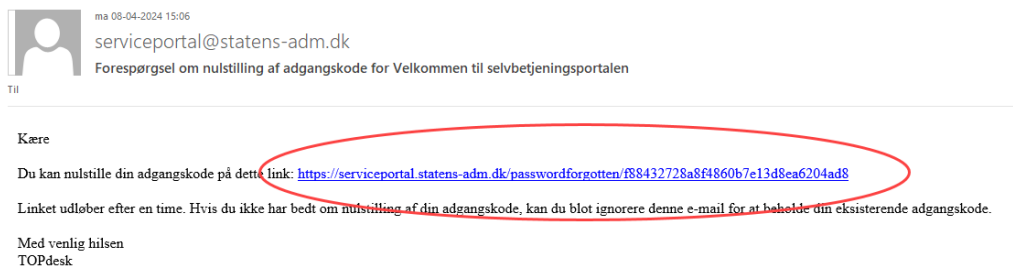 ma 08-04-2024 15:06
serviceportal@statens-adm.dk
Forespørgsel om nulstilling af adgangskode for Velkommen til selvbetjeningsportalen
Til
Kære
Du kan nulstille din adgangskode på dette link: https://serviceportal.statens-adm.dk/passwordforgotten/f88432728a8f4860b7e13d8ea6204ad8
Linket udløber efter en time. Hvis du ikke har bedt om nulstilling af din adgangskode, kan du blot ignorere denne e-mail for at beholde din eksisterende adgangskode.
Med venlig hilsen
TOPdesk